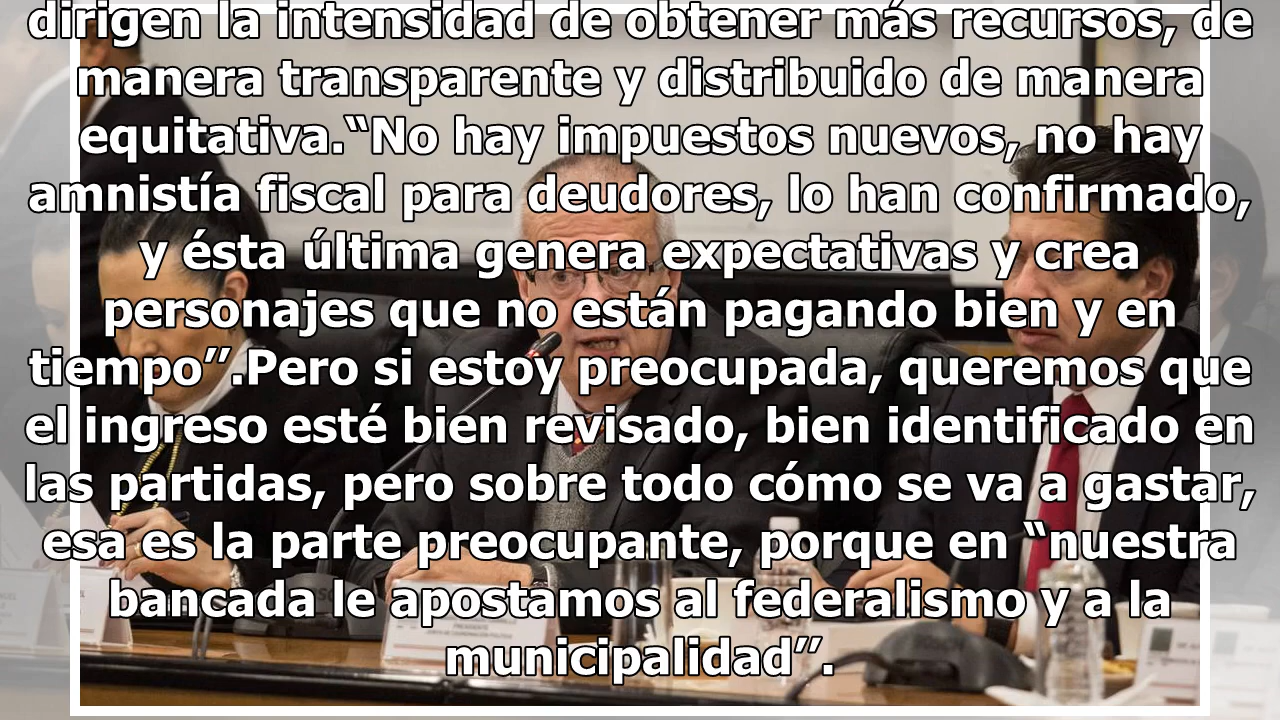 dirigen la intensidad de obtener más recursos, de
manera transparente y distribuido de manera
equitativa.“No hay impuestos nuevos, no hay
amnistía fiscal para deudores, lo han confirmado,
y ésta última genera expectativas y crea
personajes que no están pagando bien y en
tiempo”.Pero si estoy preocupada, queremos que
el ingreso esté bien revisado, bien identificado en
las partidas, pero sobre todo cómo se va a gastar,
esa es la parte preocupante, porque en “nuestra
bancada le apostamos al federalismo y a la
municipalidad”.
PRESIDENTE